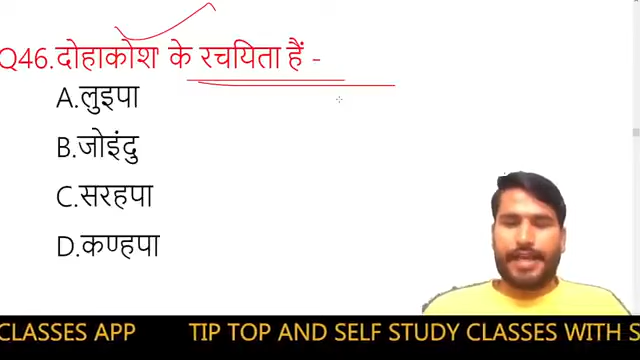 Q46.दोहाकोश' के रचयिता हैं -
A.लुइपा
B.जोइंदु
C.सरहपा
D.कण्हपा
CLASSES APP TIP TOP AND SELF STUDY CLASSES WITH S